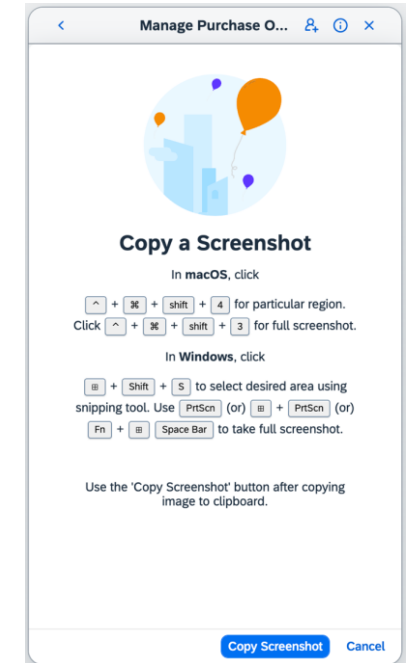 Manage Purchase O...
Copy a Screenshot
In macOS, click
^ + ⌘ + shift + 4 for particular region.
Click ^ + ⌘ + shift + 3 for full screenshot.
In Windows, click
⊞ + Shift + S to select desired area using
snipping tool. Use PrtScn (or) ⊞ + PrtScn (or)
Fn + ⊞ Space Bar to take full screenshot.
Use the 'Copy Screenshot' button after copying
image to clipboard.
Copy Screenshot Cancel